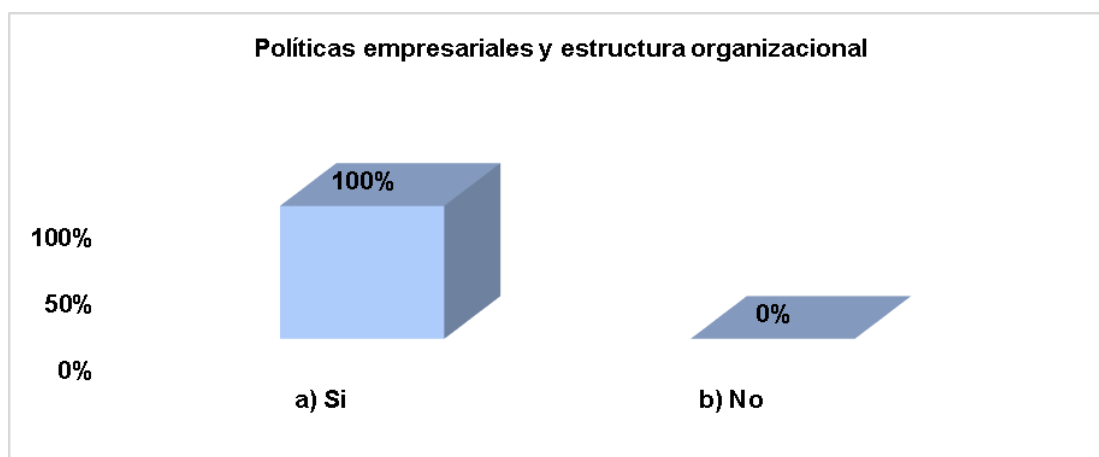 Políticas empresariales y estructura organizacional
100%
100%
50%
0%
0%
a) Si
b) No